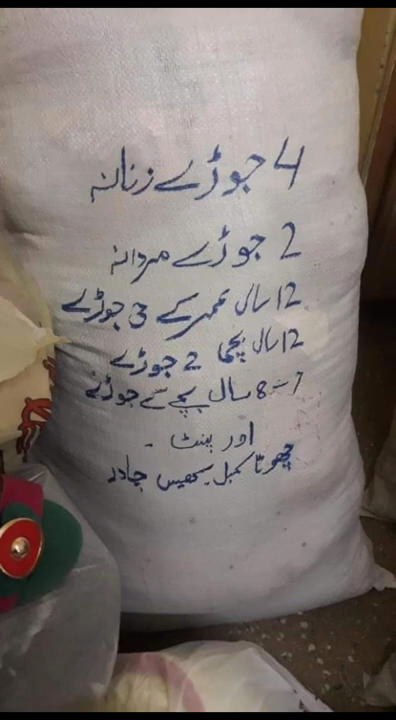 4 جوڑے زنانہ
2 جوڑے مردانہ
12 سال عمر کے 3 جوڑے
12 سال بچی 2 جوڑے
7-8 سال بچے کے جوڑے
اور پینٹ -
چھوٹا کمبل کھیس چادر